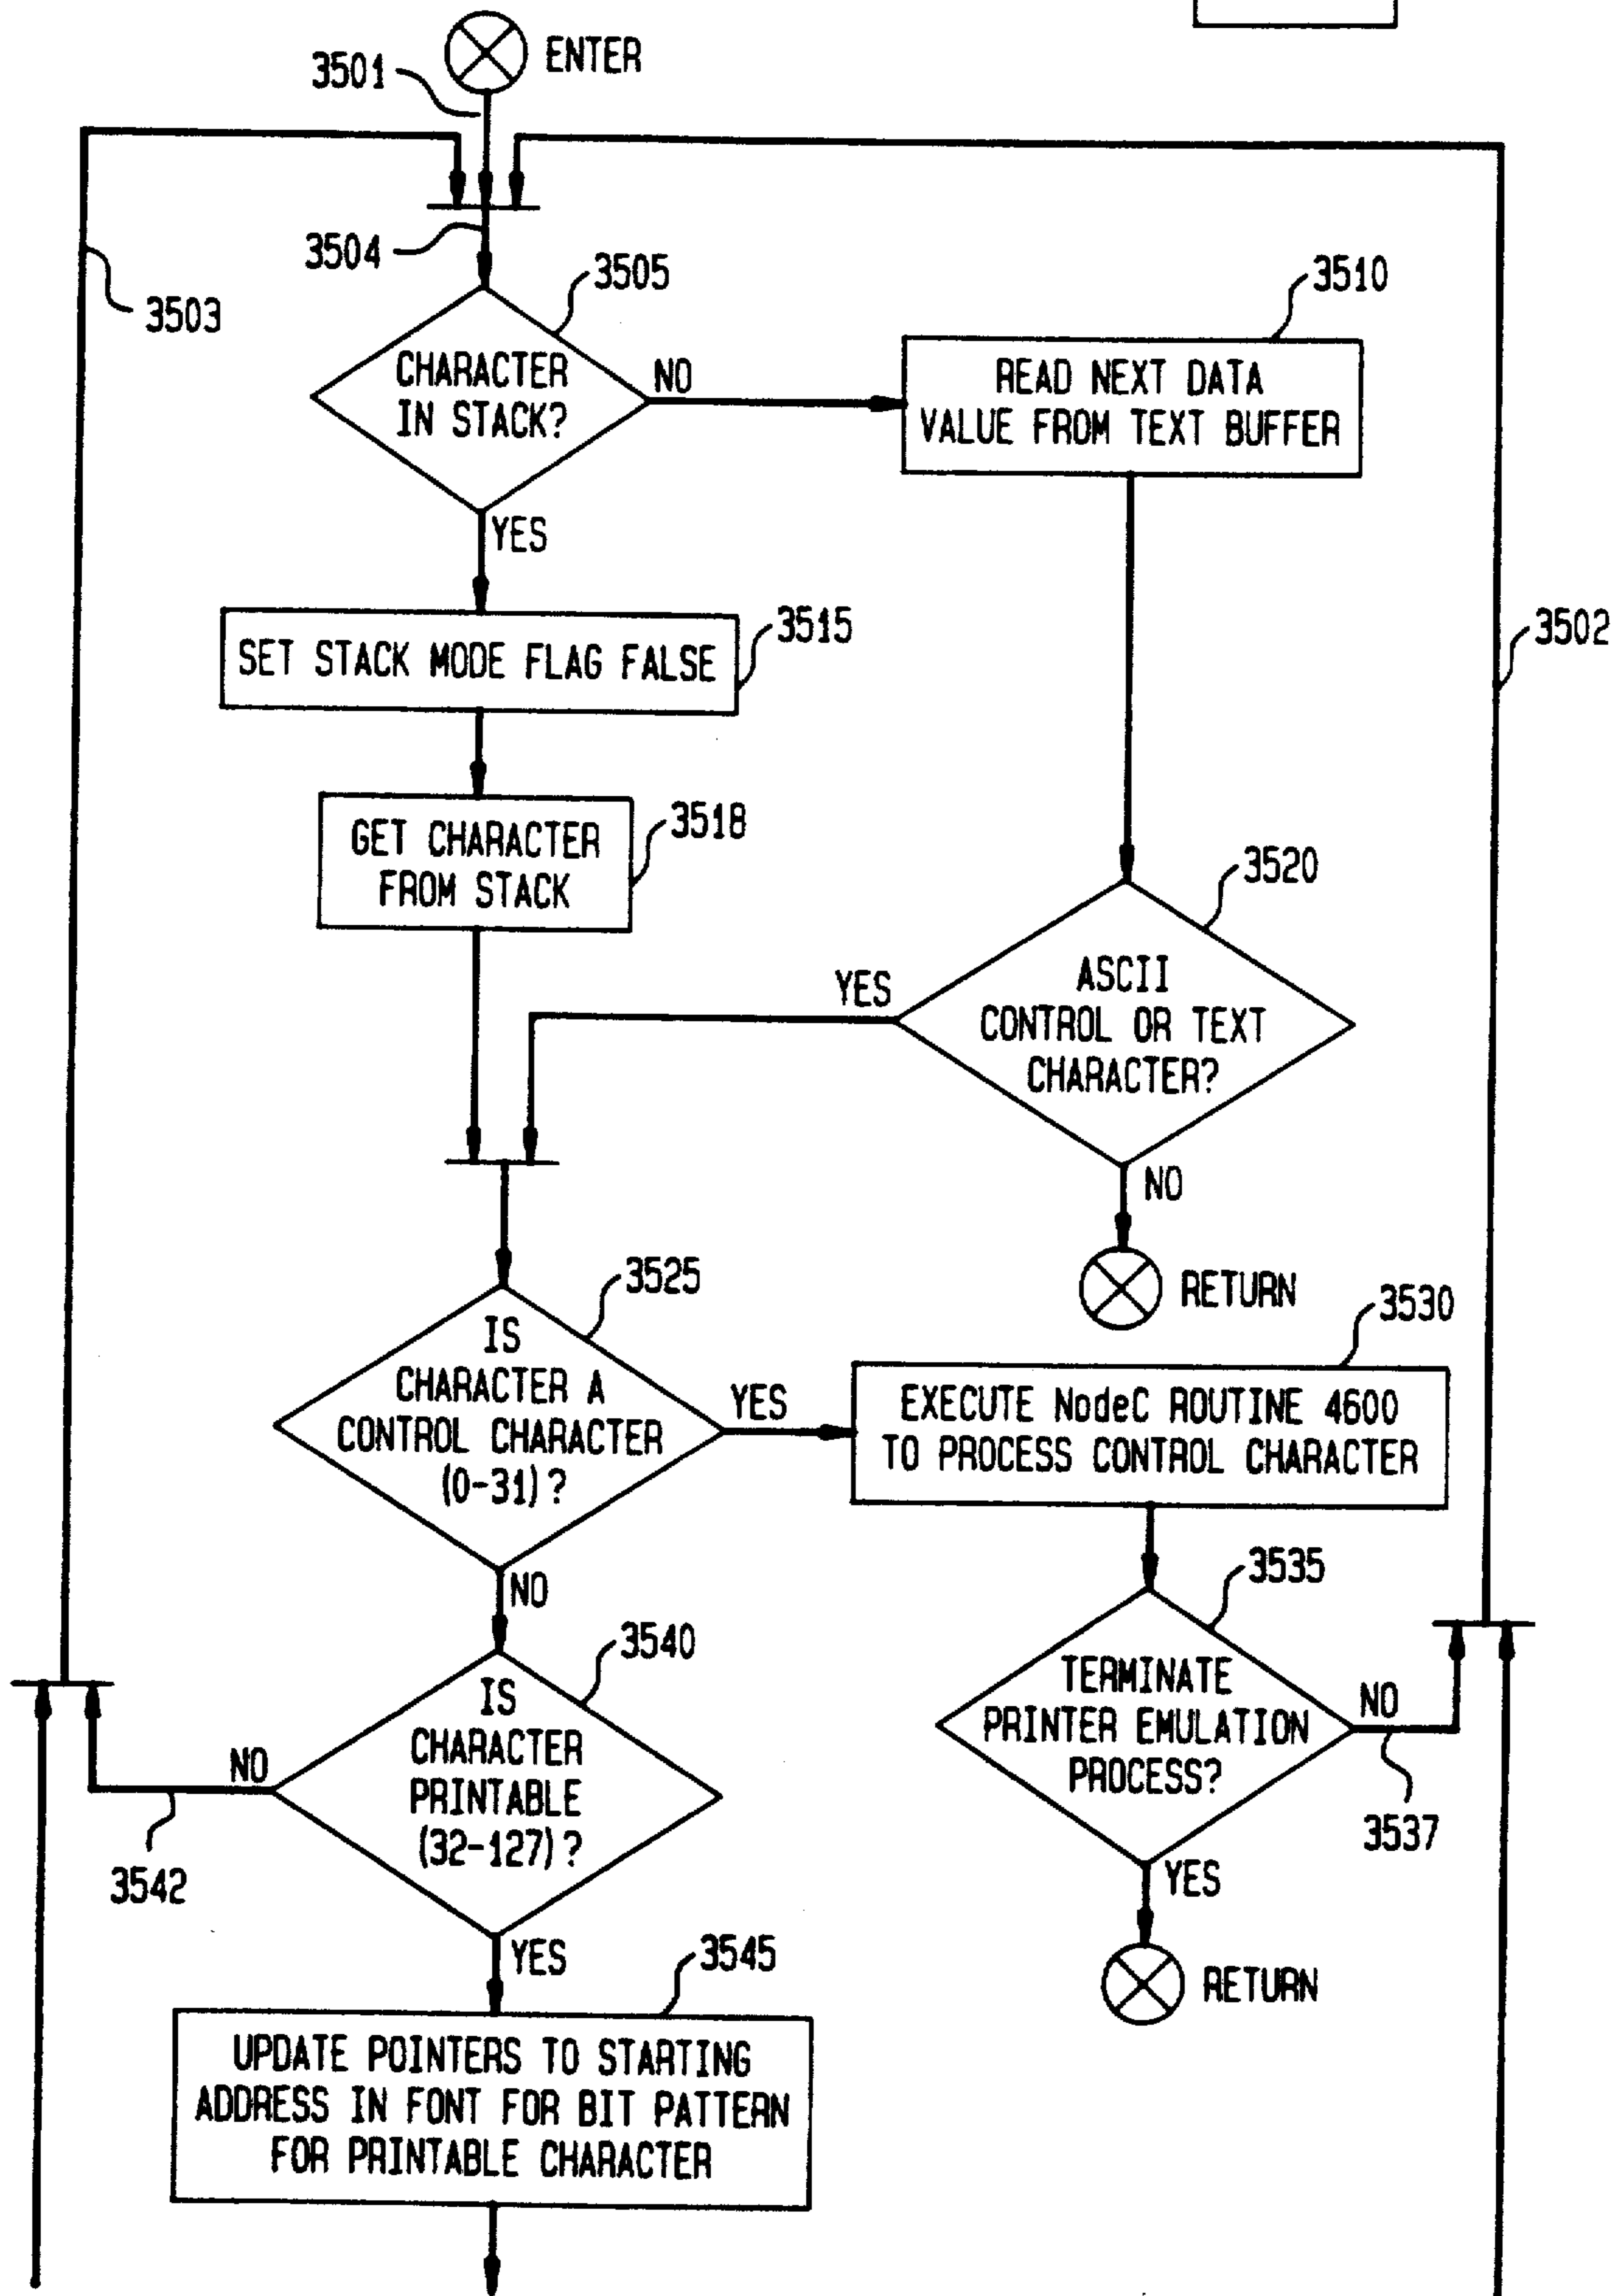 ENTER
3501
3504
3503
3505
CHARACTER
IN STACK?
NO
3510
READ NEXT DATA
VALUE FROM TEXT BUFFER
YES
3515
SET STACK MODE FLAG FALSE
3502
3518
GET CHARACTER
FROM STACK
3520
ASCII
CONTROL OR TEXT
CHARACTER?
YES
NO
RETURN
3525
IS
CHARACTER A
CONTROL CHARACTER
(0-31)?
YES
3530
EXECUTE NodeC ROUTINE 4600
TO PROCESS CONTROL CHARACTER
NO
3535
TERMINATE
PRINTER EMULATION
PROCESS?
NO
3537
YES
RETURN
3540
IS
CHARACTER
PRINTABLE
(32-127)?
NO
3542
YES
3545
UPDATE POINTERS TO STARTING
ADDRESS IN FONT FOR BIT PATTERN
FOR PRINTABLE CHARACTER